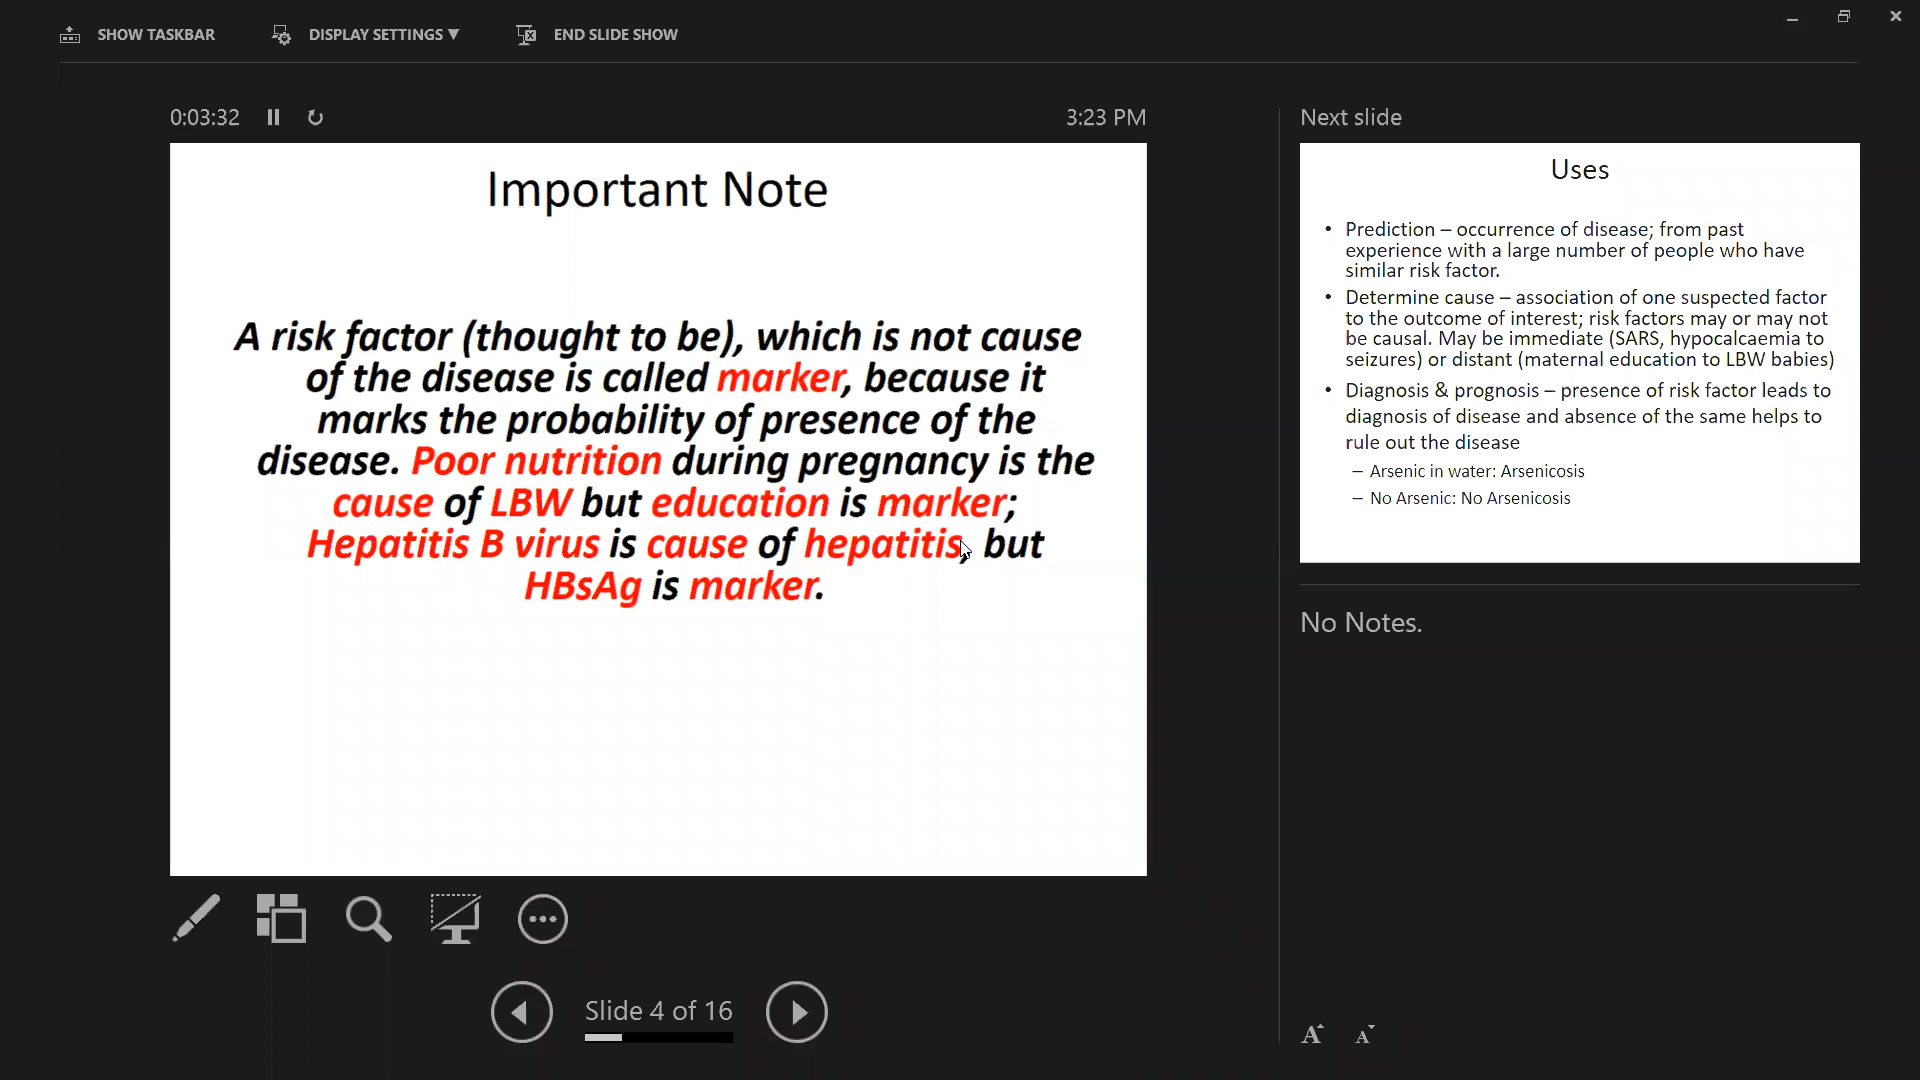 SHOW TASKBAR
DISPLAY SETTINGS ▼
END SLIDE SHOW
0:03:32
3:23 PM
Important Note
A risk factor (thought to be), which is not cause
of the disease is called marker, because it
marks the probability of presence of the
disease. Poor nutrition during pregnancy is the
cause of LBW but education is marker;
Hepatitis B virus is cause of hepatitis, but
HBsAg is marker.
Slide 4 of 16
Next slide
Uses
• Prediction – occurrence of disease; from past
experience with a large number of people who have
similar risk factor.
• Determine cause – association of one suspected factor
to the outcome of interest; risk factors may or may not
be causal. May be immediate (SARS, hypocalcaemia to
seizures) or distant (maternal education to LBW babies)
• Diagnosis & prognosis – presence of risk factor leads to
diagnosis of disease and absence of the same helps to
rule out the disease
– Arsenic in water: Arsenicosis
– No Arsenic: No Arsenicosis
No Notes.
A A